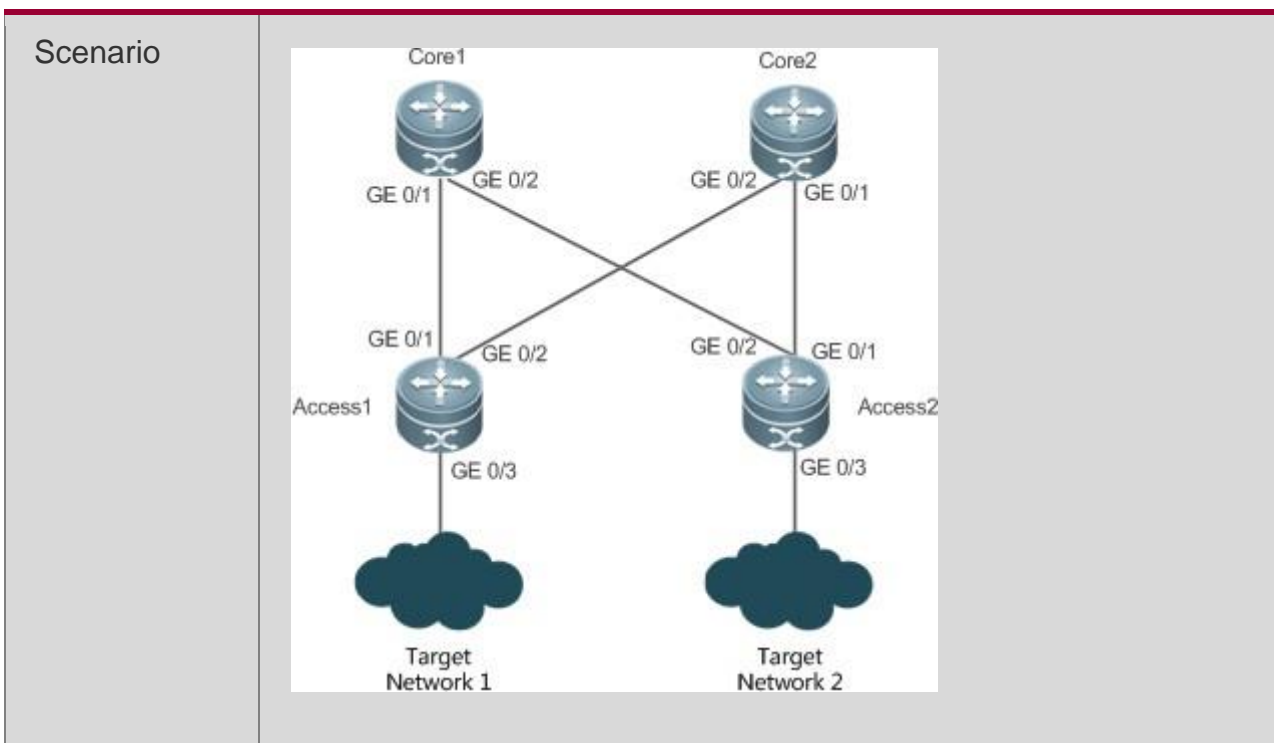 Scenario
Core1
Core2
GE 0/1
GE 0/2
GE 0/2
GE 0/1
GE 0/1
GE 0/2
GE 0/2
GE 0/1
Access1
Access2
GE 0/3
GE 0/3
Target
Network 1
Target
Network 2